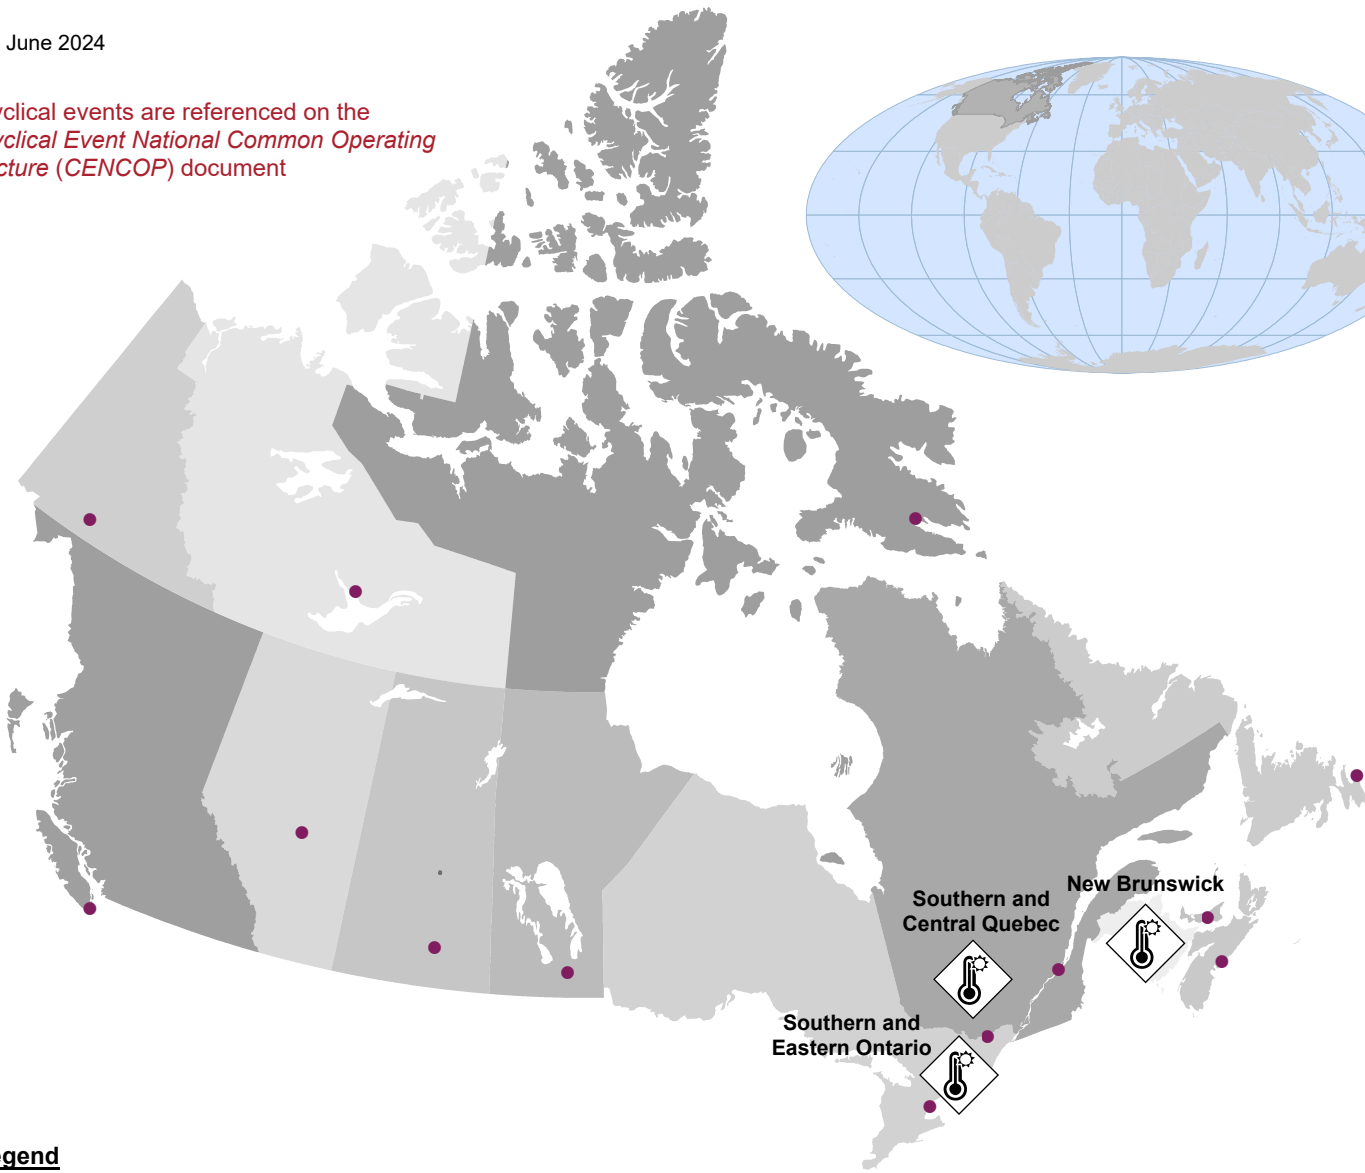 June 2024
yclical events are referenced on the
yclical Event National Common Operating
cture (CENCOP) document
New Brunswick
Southern and
Central Quebec
Southern and
Eastern Ontario
egend